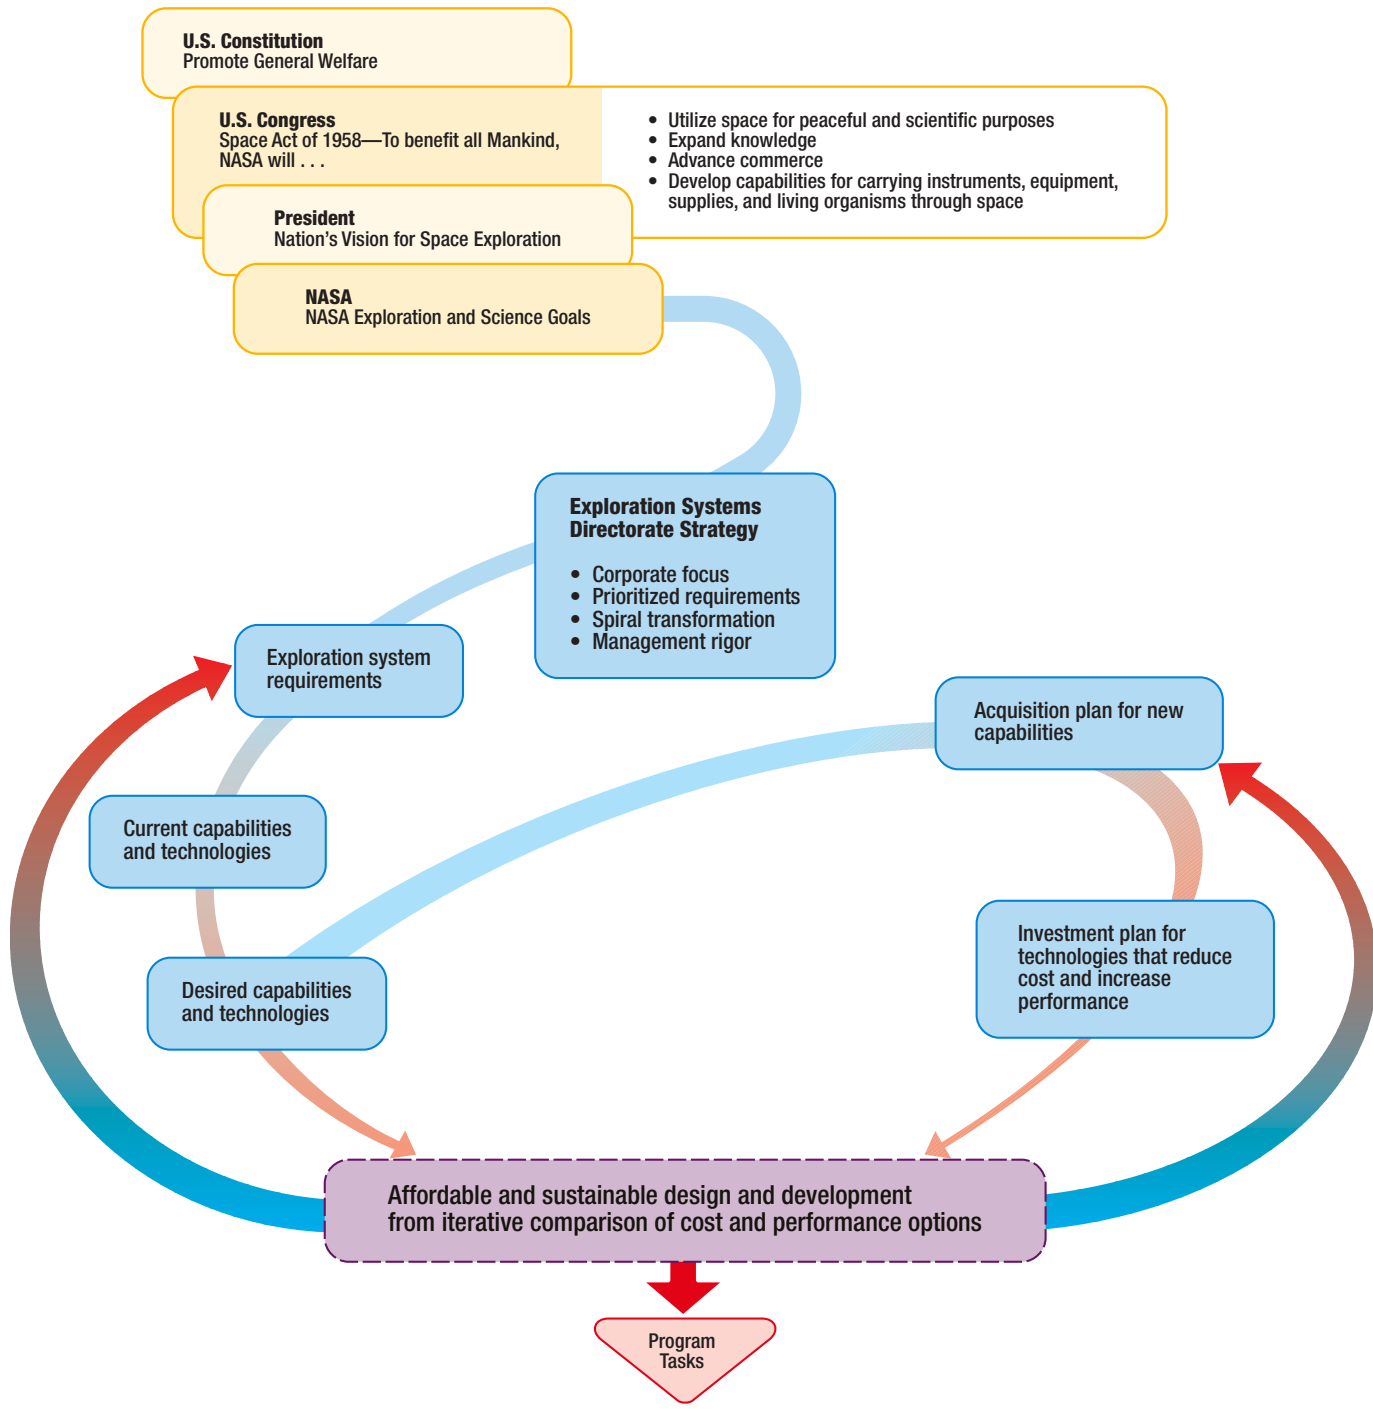 U.S. Constitution
Promote General Welfare
U.S. Congress
Space Act of 1958—To benefit all Mankind,
NASA will . . .
• Utilize space for peaceful and scientific purposes
• Expand knowledge
• Advance commerce
• Develop capabilities for carrying instruments, equipment,
supplies, and living organisms through space
President
Nation’s Vision for Space Exploration
NASA
NASA Exploration and Science Goals
Exploration Systems
Directorate Strategy
• Corporate focus
• Prioritized requirements
• Spiral transformation
• Management rigor
Exploration system
requirements
Acquisition plan for new
capabilities
Current capabilities
and technologies
Investment plan for
technologies that reduce
cost and increase
performance
Desired capabilities
and technologies
Affordable and sustainable design and development
from iterative comparison of cost and performance options
Program
Tasks